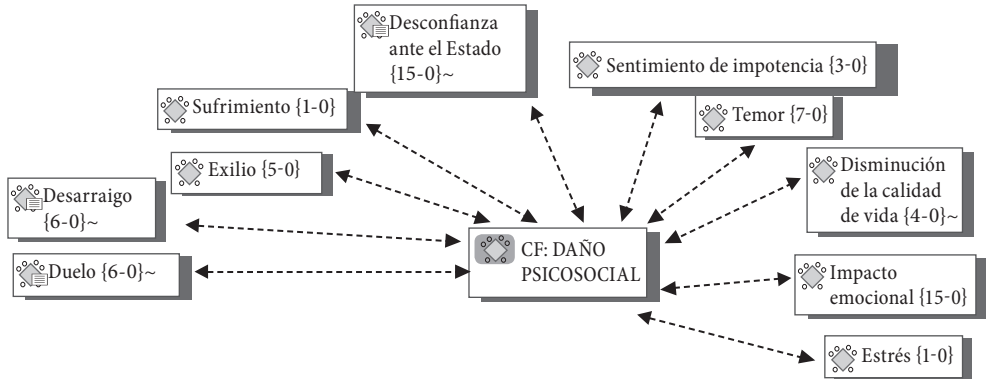 Desconfianza
ante el Estado
{15-0}~
Sentimiento de impotencia {3-0}
Sufrimiento {1-0}
Temor {7-0}
Exilio {5-0}
Disminución
de la calidad
de vida {4-0}~
Desarraigo
{6-0}~
CF: DAÑO
PSICOSOCIAL
Duelo {6-0}~
Impacto
emocional {15-0}
Estrés {1-0}